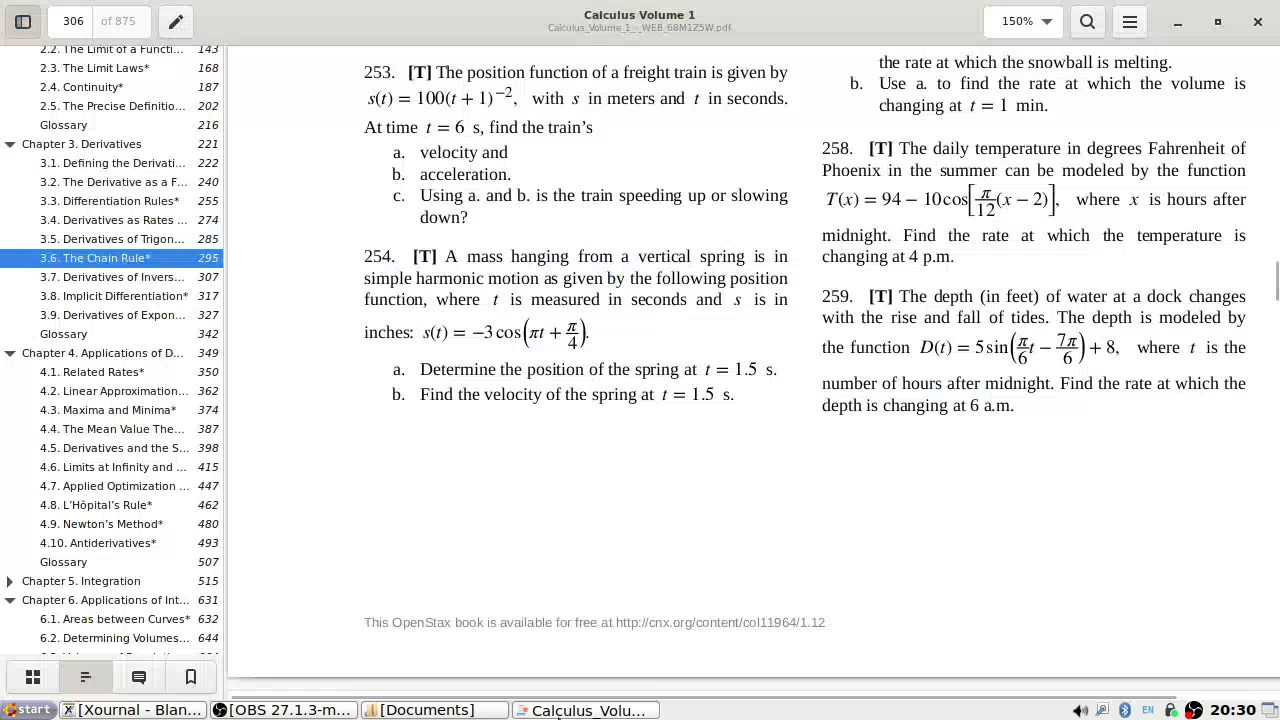 306 of 875
Calculus Volume 1
Calculus_Volume_1_-_WEB_68M1Z5W.pdf
150%
2.2. The Limit of a Functi... 143
2.3. The Limit Laws* 168
2.4. Continuity* 187
2.5. The Precise Definitio... 202
Glossary 216
Chapter 3. Derivatives 221
3.1. Defining the Derivati... 222
3.2. The Derivative as a F... 240
3.3. Differentiation Rules* 255
3.4. Derivatives as Rates ... 274
3.5. Derivatives of Trigon... 285
3.6. The Chain Rule* 295
3.7. Derivatives of Invers... 307
3.8. Implicit Differentiation* 317
3.9. Derivatives of Expon... 327
Glossary 342
Chapter 4. Applications of D... 349
4.1. Related Rates* 350
4.2. Linear Approximation... 362
4.3. Maxima and Minima* 374
4.4. The Mean Value The... 387
4.5. Derivatives and the S... 398
4.6. Limits at Infinity and ... 415
4.7. Applied Optimization ... 447
4.8. L’Hôpital’s Rule* 462
4.9. Newton’s Method* 480
4.10. Antiderivatives* 493
Glossary 507
Chapter 5. Integration 515
Chapter 6. Applications of Int... 631
6.1. Areas between Curves* 632
6.2. Determining Volumes... 644
253. [T] The position function of a freight train is given by
s(t) = 100(t + 1)⁻², with s in meters and t in seconds.
At time t = 6 s, find the train’s
a. velocity and
b. acceleration.
c. Using a. and b. is the train speeding up or slowing
down?
254. [T] A mass hanging from a vertical spring is in
simple harmonic motion as given by the following position
function, where t is measured in seconds and s is in
inches: s(t) = −3 cos(πt + π/4).
a. Determine the position of the spring at t = 1.5 s.
b. Find the velocity of the spring at t = 1.5 s.
the rate at which the snowball is melting.
b. Use a. to find the rate at which the volume is
changing at t = 1 min.
258. [T] The daily temperature in degrees Fahrenheit of
Phoenix in the summer can be modeled by the function
T(x) = 94 − 10 cos[π/12(x − 2)], where x is hours after
midnight. Find the rate at which the temperature is
changing at 4 p.m.
259. [T] The depth (in feet) of water at a dock changes
with the rise and fall of tides. The depth is modeled by
the function D(t) = 5 sin(π/6 t − 7π/6) + 8, where t is the
number of hours after midnight. Find the rate at which the
depth is changing at 6 a.m.
This OpenStax book is available for free at http://cnx.org/content/col11964/1.12
start
[Xournal - Blan...
[OBS 27.1.3-m...
[Documents]
Calculus_Volu...
EN
20:30